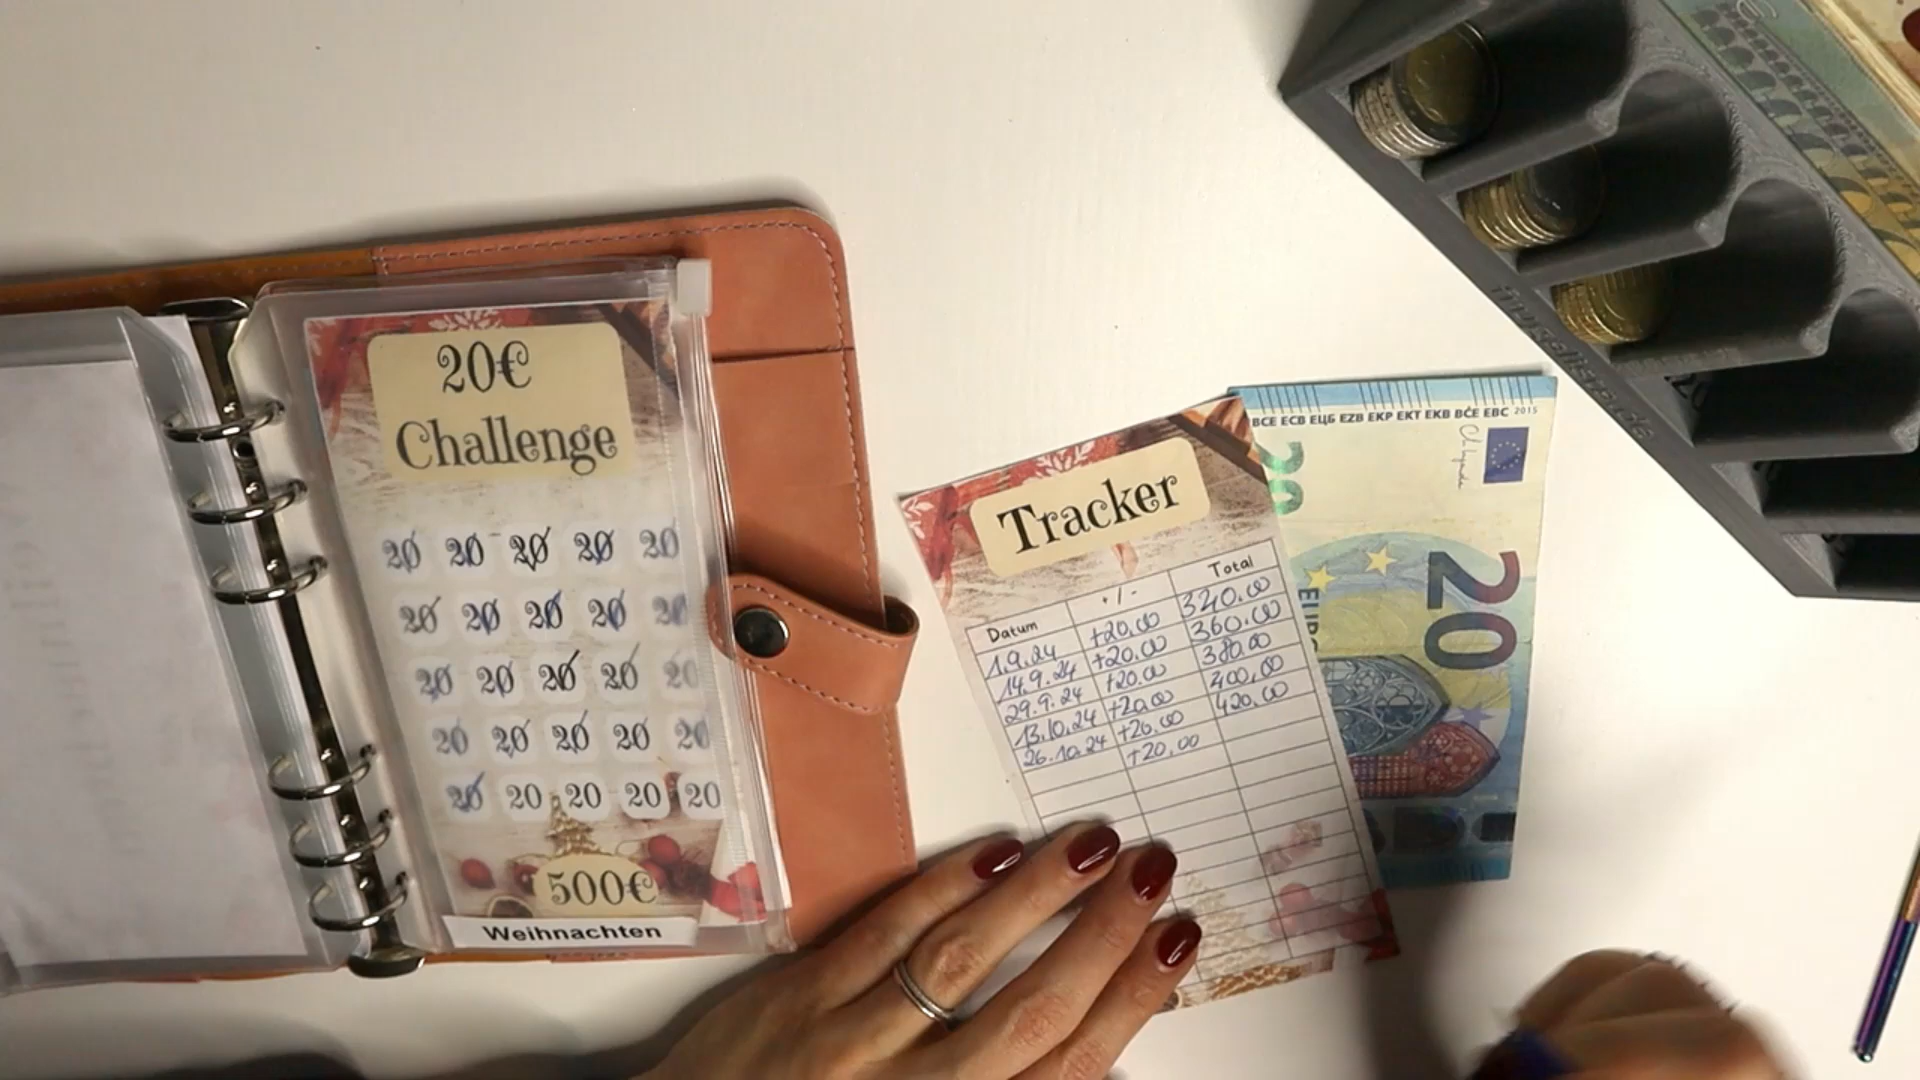 20€
Challenge
20 20 20 20 20
20 20 20 20 20
20 20 20 20 20
20 20 20 20 20
20 20 20 20 20
500€
Weihnachten
Tracker
Datum + / - Total
1.9.24 +20.00 340.00
14.9.24 +20.00 360.00
29.9.24 +20.00 380.00
13.10.24 +20.00 400,00
26.10.24 +20.00 420,00
+20,00
BCE ECB ЕЦБ EZB EKP EKT EKB BČE EBC 2015
20
20